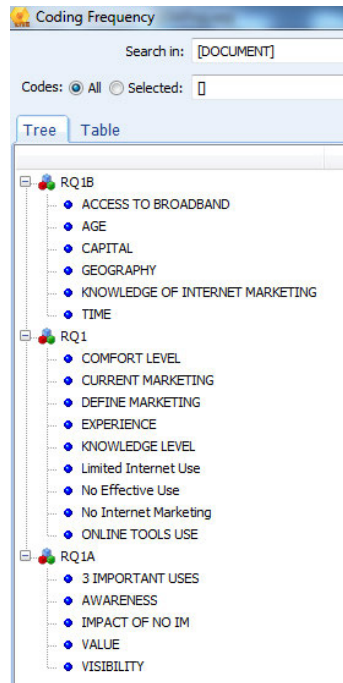 Coding Frequency
Search in: [DOCUMENT]
Codes: All Selected: []
Tree Table
RQ1B
ACCESS TO BROADBAND
AGE
CAPITAL
GEOGRAPHY
KNOWLEDGE OF INTERNET MARKETING
TIME
RQ1
COMFORT LEVEL
CURRENT MARKETING
DEFINE MARKETING
EXPERIENCE
KNOWLEDGE LEVEL
Limited Internet Use
No Effective Use
No Internet Marketing
ONLINE TOOLS USE
RQ1A
3 IMPORTANT USES
AWARENESS
IMPACT OF NO IM
VALUE
VISIBILITY